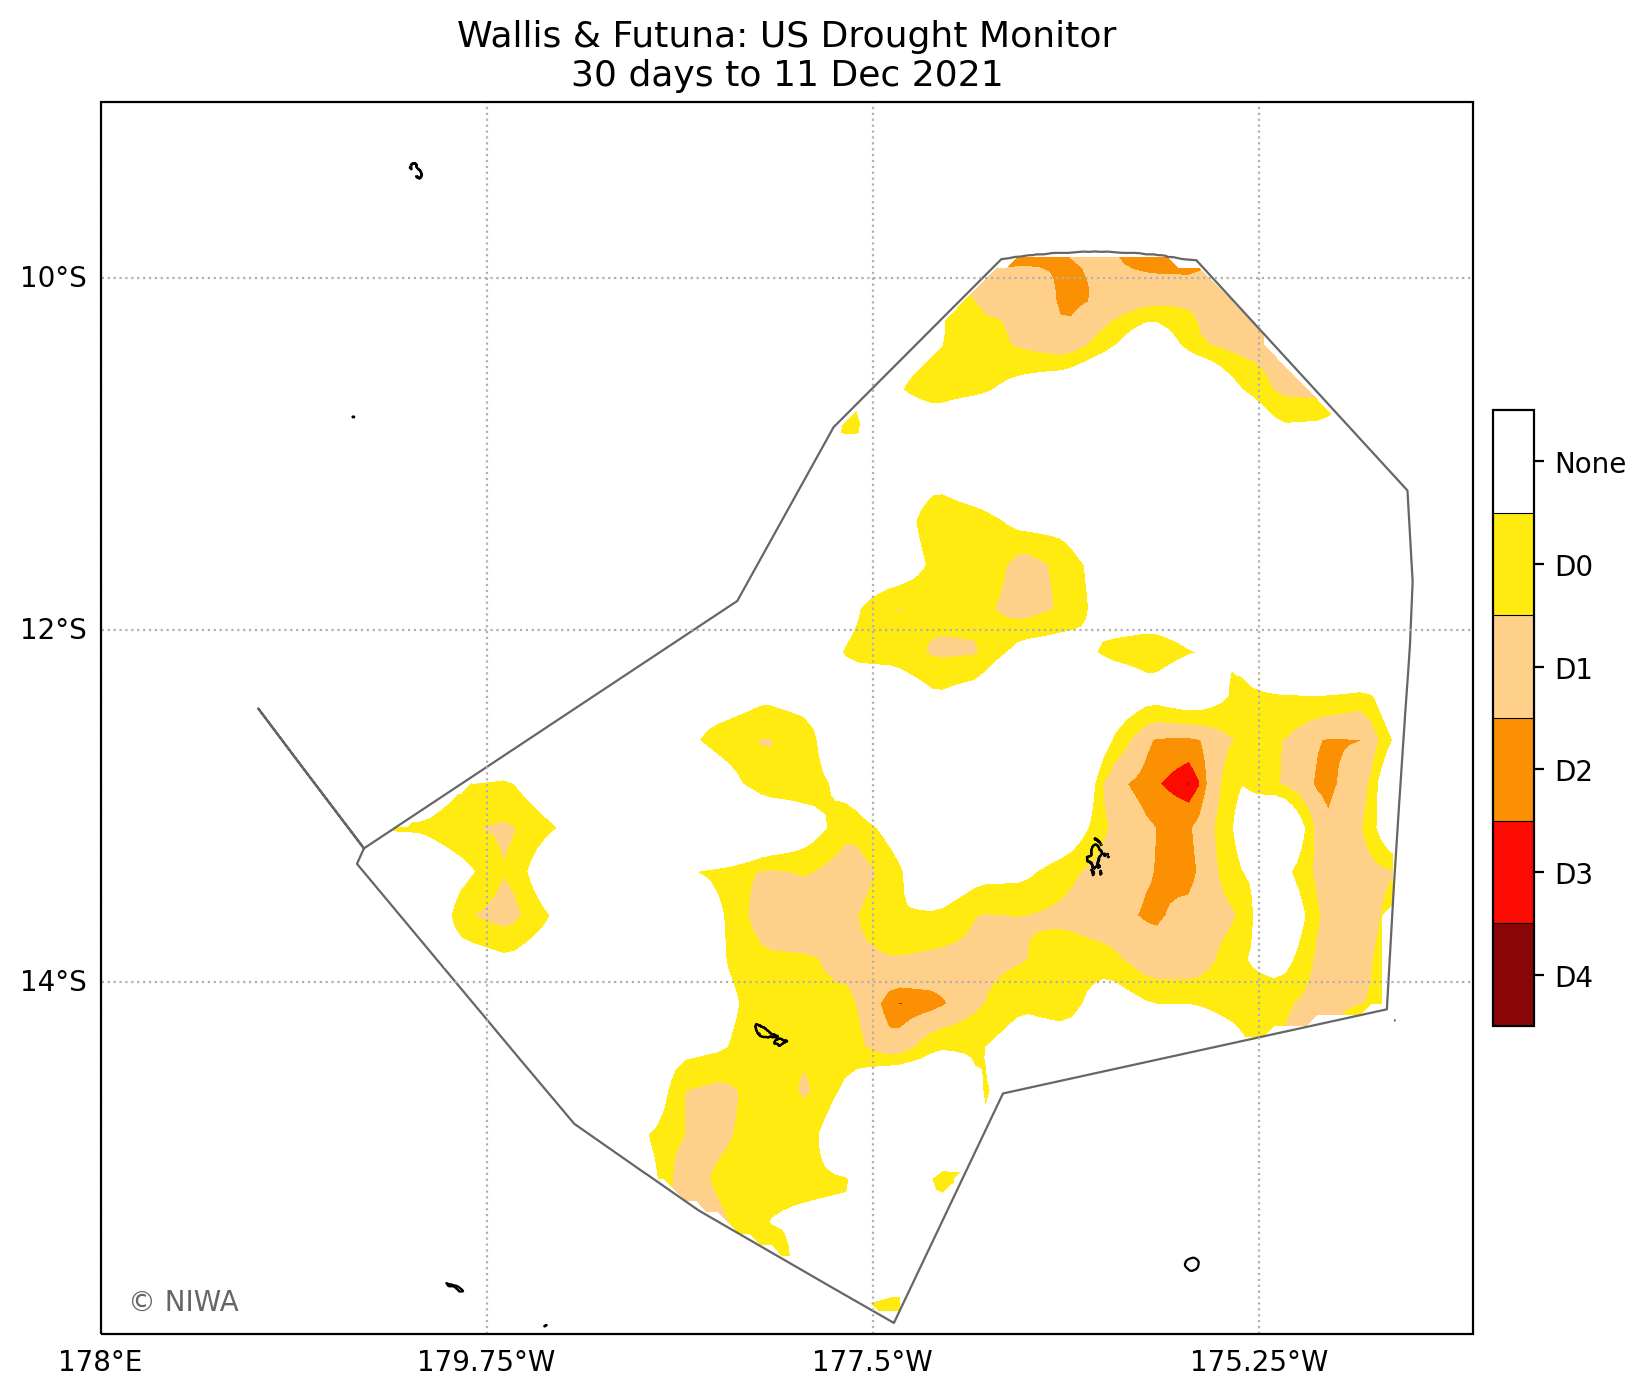 Wallis & Futuna: US Drought Monitor
30 days to 11 Dec 2021
10°S
12°S
14°S
178°E
179.75°W
177.5°W
175.25°W
None
D0
D1
D2
D3
D4
© NIWA